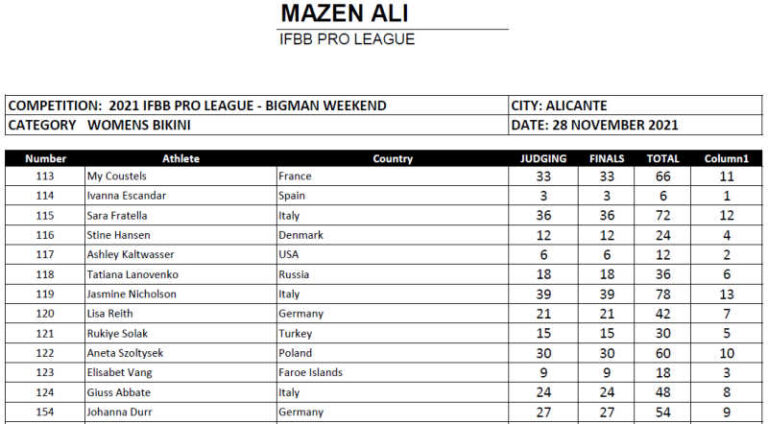 MAZEN ALI
IFBB PRO LEAGUE
COMPETITION: 2021 IFBB PRO LEAGUE - BIGMAN WEEKEND CITY: ALICANTE
CATEGORY WOMENS BIKINI DATE: 28 NOVEMBER 2021
Number Athlete Country JUDGING FINALS TOTAL Column1
113 My Coustels France 33 33 66 11
114 Ivanna Escandar Spain 3 3 6 1
115 Sara Fratella Italy 36 36 72 12
116 Stine Hansen Denmark 12 12 24 4
117 Ashley Kaltwasser USA 6 6 12 2
118 Tatiana Lanovenko Russia 18 18 36 6
119 Jasmine Nicholson Italy 39 39 78 13
120 Lisa Reith Germany 21 21 42 7
121 Rukiye Solak Turkey 15 15 30 5
122 Aneta Szoltysek Poland 30 30 60 10
123 Elisabet Vang Faroe Islands 9 9 18 3
124 Giuss Abbate Italy 24 24 48 8
154 Johanna Durr Germany 27 27 54 9